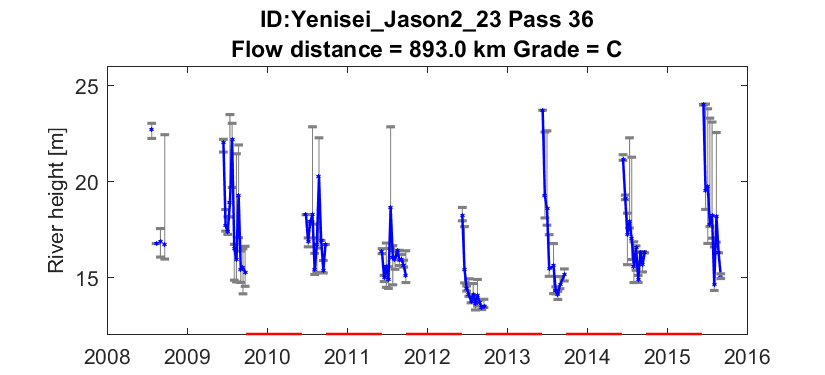 ID:Yenisei_Jason2_23 Pass 36
Flow distance = 893.0 km Grade = C
River height [m]
25
20
15
2008 2009 2010 2011 2012 2013 2014 2015 2016